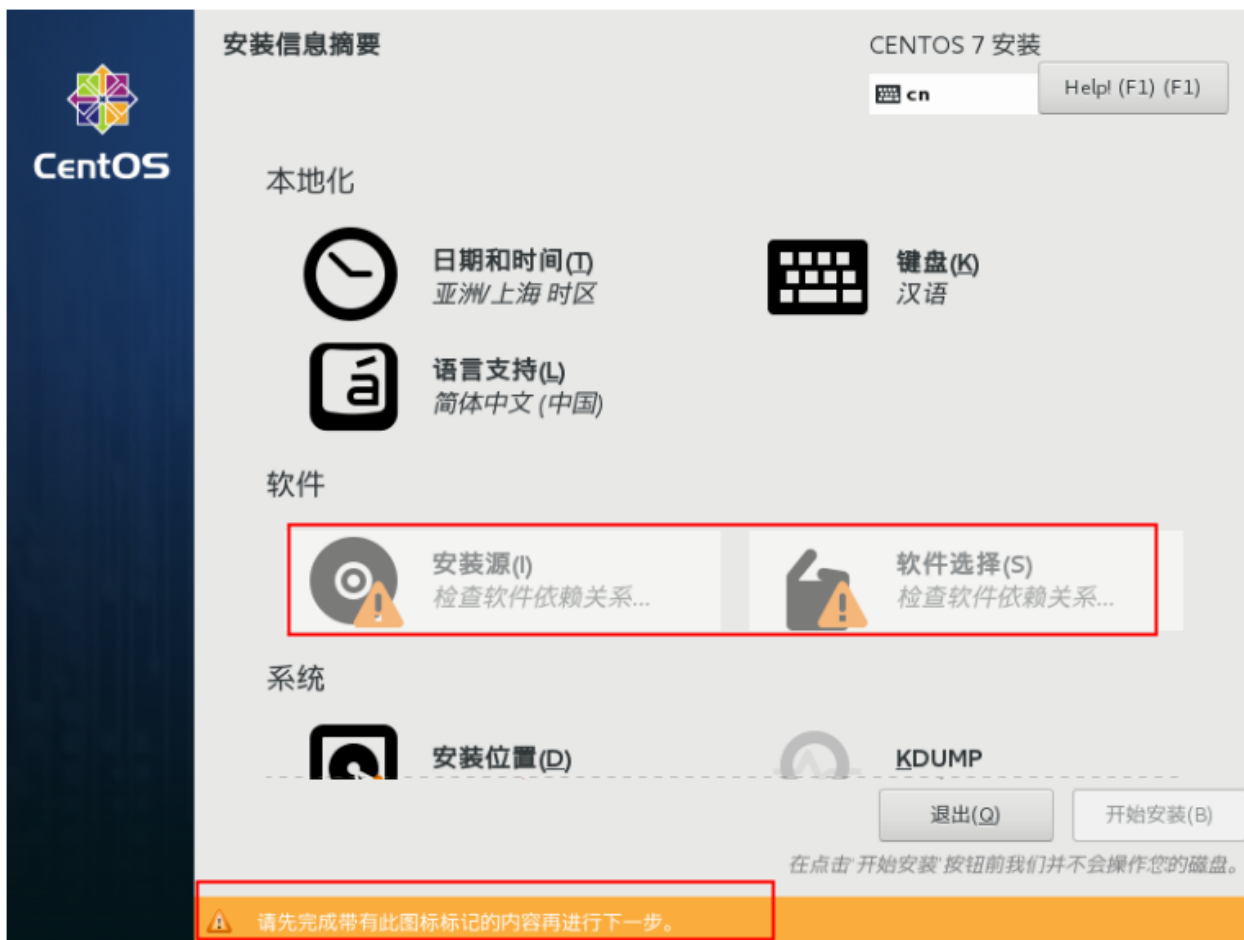 安装信息摘要
CENTOS 7 安装
cn
Help! (F1) (F1)
CentOS
本地化
日期和时间(T)
亚洲/上海 时区
键盘(K)
汉语
语言支持(L)
简体中文 (中国)
软件
安装源(I)
检查软件依赖关系...
软件选择(S)
检查软件依赖关系...
系统
安装位置(D)
KDUMP
退出(Q)
开始安装(B)
在点击'开始安装'按钮前我们并不会操作您的磁盘。
请先完成带有此图标标记的内容再进行下一步。